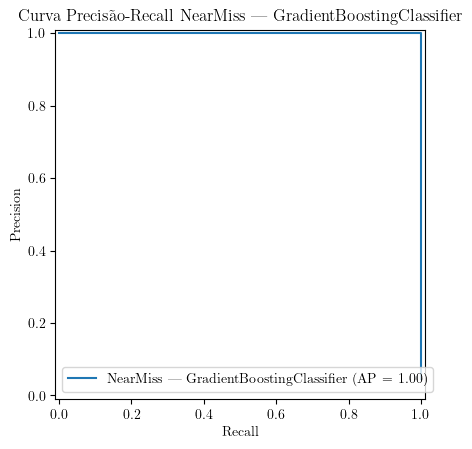 Curva Precisão-Recall NearMiss — GradientBoostingClassifier
1.0
0.8
0.6
0.4
0.2
0.0
Precision
NearMiss — GradientBoostingClassifier (AP = 1.00)
0.0 0.2 0.4 0.6 0.8 1.0
Recall